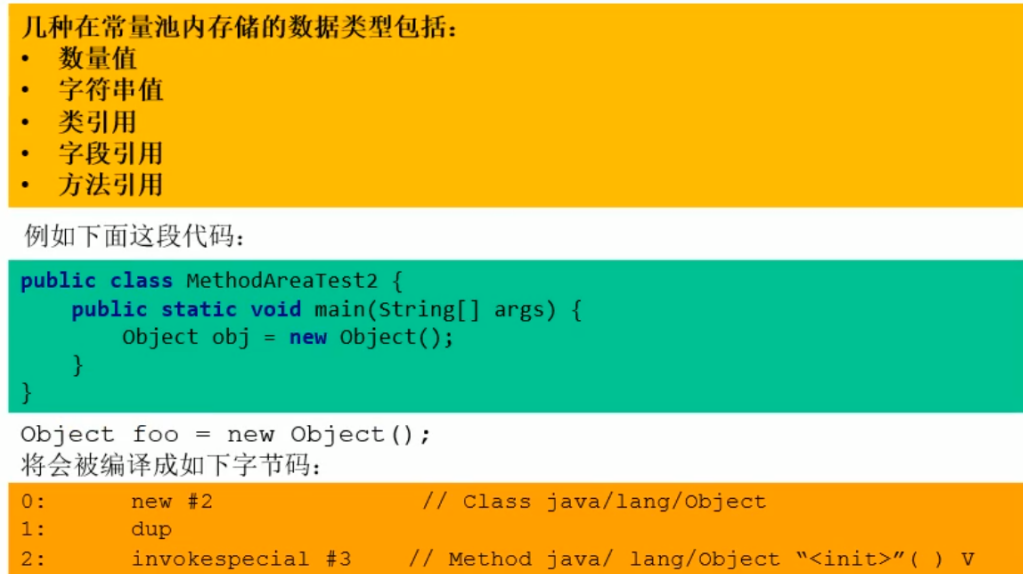 几种在常量池内存储的数据类型包括：
• 数量值
• 字符串值
• 类引用
• 字段引用
• 方法引用
例如下面这段代码：
public class MethodAreaTest2 {
    public static void main(String[] args) {
        Object obj = new Object();
    }
}
Object foo = new Object();
将会被编译成如下字节码：
0: new #2 // Class java/lang/Object
1: dup
2: invokespecial #3 // Method java/ lang/Object “<init>”( ) V